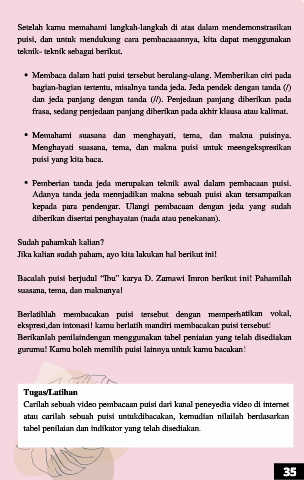 Setelah kamu memahami langkah-langkah di atas dalam mendemonstrasikan
puisi, dan untuk mendukung cara pembacaaannya, kita dapat menggunakan
teknik- teknik sebagai berikut.
• Membaca dalam hati puisi tersebut berulang-ulang. Memberikan ciri pada
bagian-bagian tertentu, misalnya tanda jeda. Jeda pendek dengan tanda (/)
dan jeda panjang dengan tanda (//). Penjedaan panjang diberikan pada
frasa, sedang penjedaan panjang diberikan pada akhir klausa atau kalimat.
• Memahami suasana dan menghayati, tema, dan makna puisinya.
Menghayati suasana, tema, dan makna puisi untuk meengekspresikan
puisi yang kita baca.
• Pemberian tanda jeda merupakan teknik awal dalam pembacaan puisi.
Adanya tanda jeda mennjadikan makna sebuah puisi akan tersampaikan
kepada para pendengar. Ulangi pembacaan dengan jeda yang sudah
diberikan disertai penghayatan (nada atau penekanan).
Sudah pahamkah kalian?
Jika kalian sudah paham, ayo kita lakukan hal berikut ini!
Bacalah puisi berjudul "Ibu" karya D. Zamawi Imron berikut ini! Pahamilah
suasana, tema, dan maknanya!
Berlatihlah membacakan puisi tersebut dengan memperhatikan vokal,
ekspresi,dan intonasi! kamu berlatih mandiri membacakan puisi tersebut!
Berikanlah penilaindengan menggunakan tabel peniaian yang telah disediakan
gurumu! Kamu boleh memilih puisi lainnya untuk kamu bacakan!
Tugas/Latihan
Carilah sebuah video pembacaan puisi dari kanal peneyedia video di internet
atau carilah sebuah puisi untukdibacakan, kemudian nilailah berdasarkan
tabel penilaian dan indikator yang telah disediakan.
35